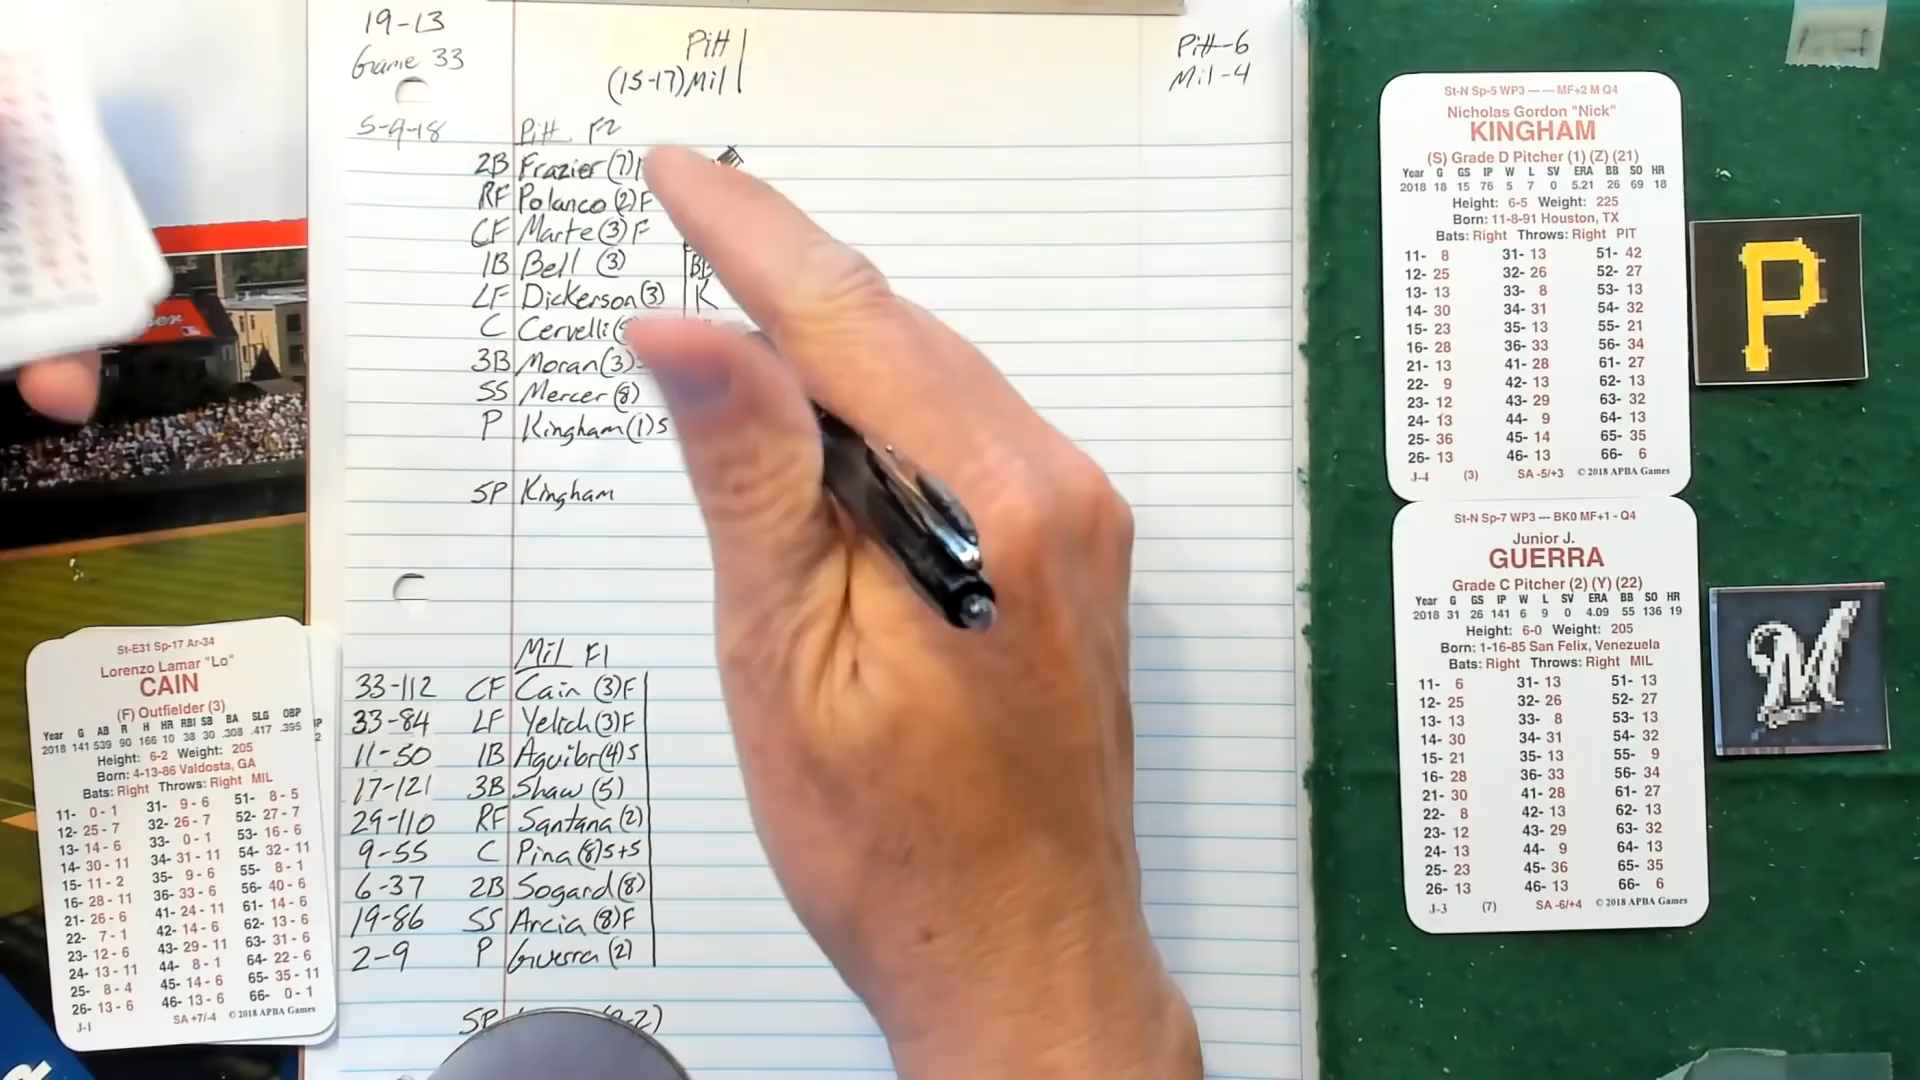 19-13
Game 33
5-9-18
Pitt
(15-17) Mil
Pitt-6
Mil-4
Pitt F2
2B Frazier (7)
RF Polanco (2) F
CF Marte (3) F
1B Bell (3) BB
LF Dickerson (3) K
C Cervelli
3B Moran (3)
SS Mercer (8)
P Kingham (1) S
SP Kingham
Mil F1
33-112 CF Cain (3) F
33-84 LF Yelich (3) F
11-50 1B Aguilar (4) S
17-121 3B Shaw (5)
29-110 RF Santana (2)
9-55 C Pina (8) S+S
6-37 2B Sogard (8)
19-86 SS Arcia (8) F
2-9 P Guerra (2)
SP
St-E31 Sp-17 Ar-34
Lorenzo Lamar "Lo"
CAIN
(F) Outfielder (3)
Year G AB R H HR RBI SB BA SLG OBP
2018 141 539 90 166 10 38 30 .308 .417 .395
Height: 6-2 Weight: 205
Born: 4-13-86 Valdosta, GA
Bats: Right Throws: Right MIL
11- 0-1 31- 9-6 51- 8-5
12- 25-7 32- 26-7 52- 27-7
13- 14-6 33- 0-1 53- 16-6
14- 30-11 34- 31-11 54- 32-11
15- 11-2 35- 9-6 55- 8-1
16- 28-11 36- 33-6 56- 40-6
21- 26-6 41- 24-11 61- 14-6
22- 7-1 42- 14-6 62- 13-6
23- 12-6 43- 29-11 63- 31-6
24- 13-11 44- 8-1 64- 22-6
25- 8-4 45- 14-6 65- 35-11
26- 13-6 46- 13-6 66- 0-1
J-1 SA +7/-4 © 2018 APBA Games
St-N Sp-5 WP3 --- --- MF+2 M Q4
Nicholas Gordon "Nick"
KINGHAM
(S) Grade D Pitcher (1) (Z) (21)
Year G GS IP W L SV ERA BB SO HR
2018 18 15 76 5 7 0 5.21 26 69 18
Height: 6-5 Weight: 225
Born: 11-8-91 Houston, TX
Bats: Right Throws: Right PIT
11- 8 31- 13 51- 42
12- 25 32- 26 52- 27
13- 13 33- 8 53- 13
14- 30 34- 31 54- 32
15- 23 35- 13 55- 21
16- 28 36- 33 56- 34
21- 13 41- 28 61- 27
22- 9 42- 13 62- 13
23- 12 43- 29 63- 32
24- 13 44- 9 64- 13
25- 36 45- 14 65- 35
26- 13 46- 13 66- 6
J-4 (3) SA -5/+3 © 2018 APBA Games
P
St-N Sp-7 WP3 --- BK0 MF+1 - Q4
Junior J.
GUERRA
Grade C Pitcher (2) (Y) (22)
Year G GS IP W L SV ERA BB SO HR
2018 31 26 141 6 9 0 4.09 55 136 19
Height: 6-0 Weight: 205
Born: 1-16-85 San Felix, Venezuela
Bats: Right Throws: Right MIL
11- 6 31- 13 51- 13
12- 25 32- 26 52- 27
13- 13 33- 8 53- 13
14- 30 34- 31 54- 32
15- 21 35- 13 55- 9
16- 28 36- 33 56- 34
21- 30 41- 28 61- 27
22- 8 42- 13 62- 13
23- 12 43- 29 63- 32
24- 13 44- 9 64- 13
25- 23 45- 36 65- 35
26- 13 46- 13 66- 6
J-3 (7) SA -6/+4 © 2018 APBA Games
M